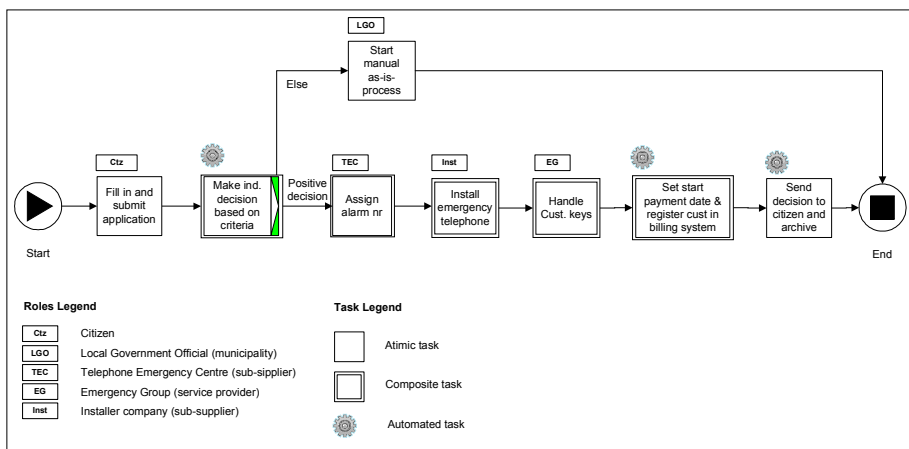 LGO
Start
manual
as-is-
process
Else
Ctz
Fill in and
submit
application
Make ind.
decision
based on
criteria
Positive
decision
TEC
Assign
alarm nr
Inst
Install
emergency
telephone
EG
Handle
Cust. keys
Set start
payment date &
register cust in
billing system
Send
decision to
citizen and
archive
Start
End
Roles Legend
Ctz Citizen
LGO Local Government Official (municipality)
TEC Telephone Emergency Centre (sub-sipplier)
EG Emergency Group (service provider)
Inst Installer company (sub-supplier)
Task Legend
Atimic task
Composite task
Automated task